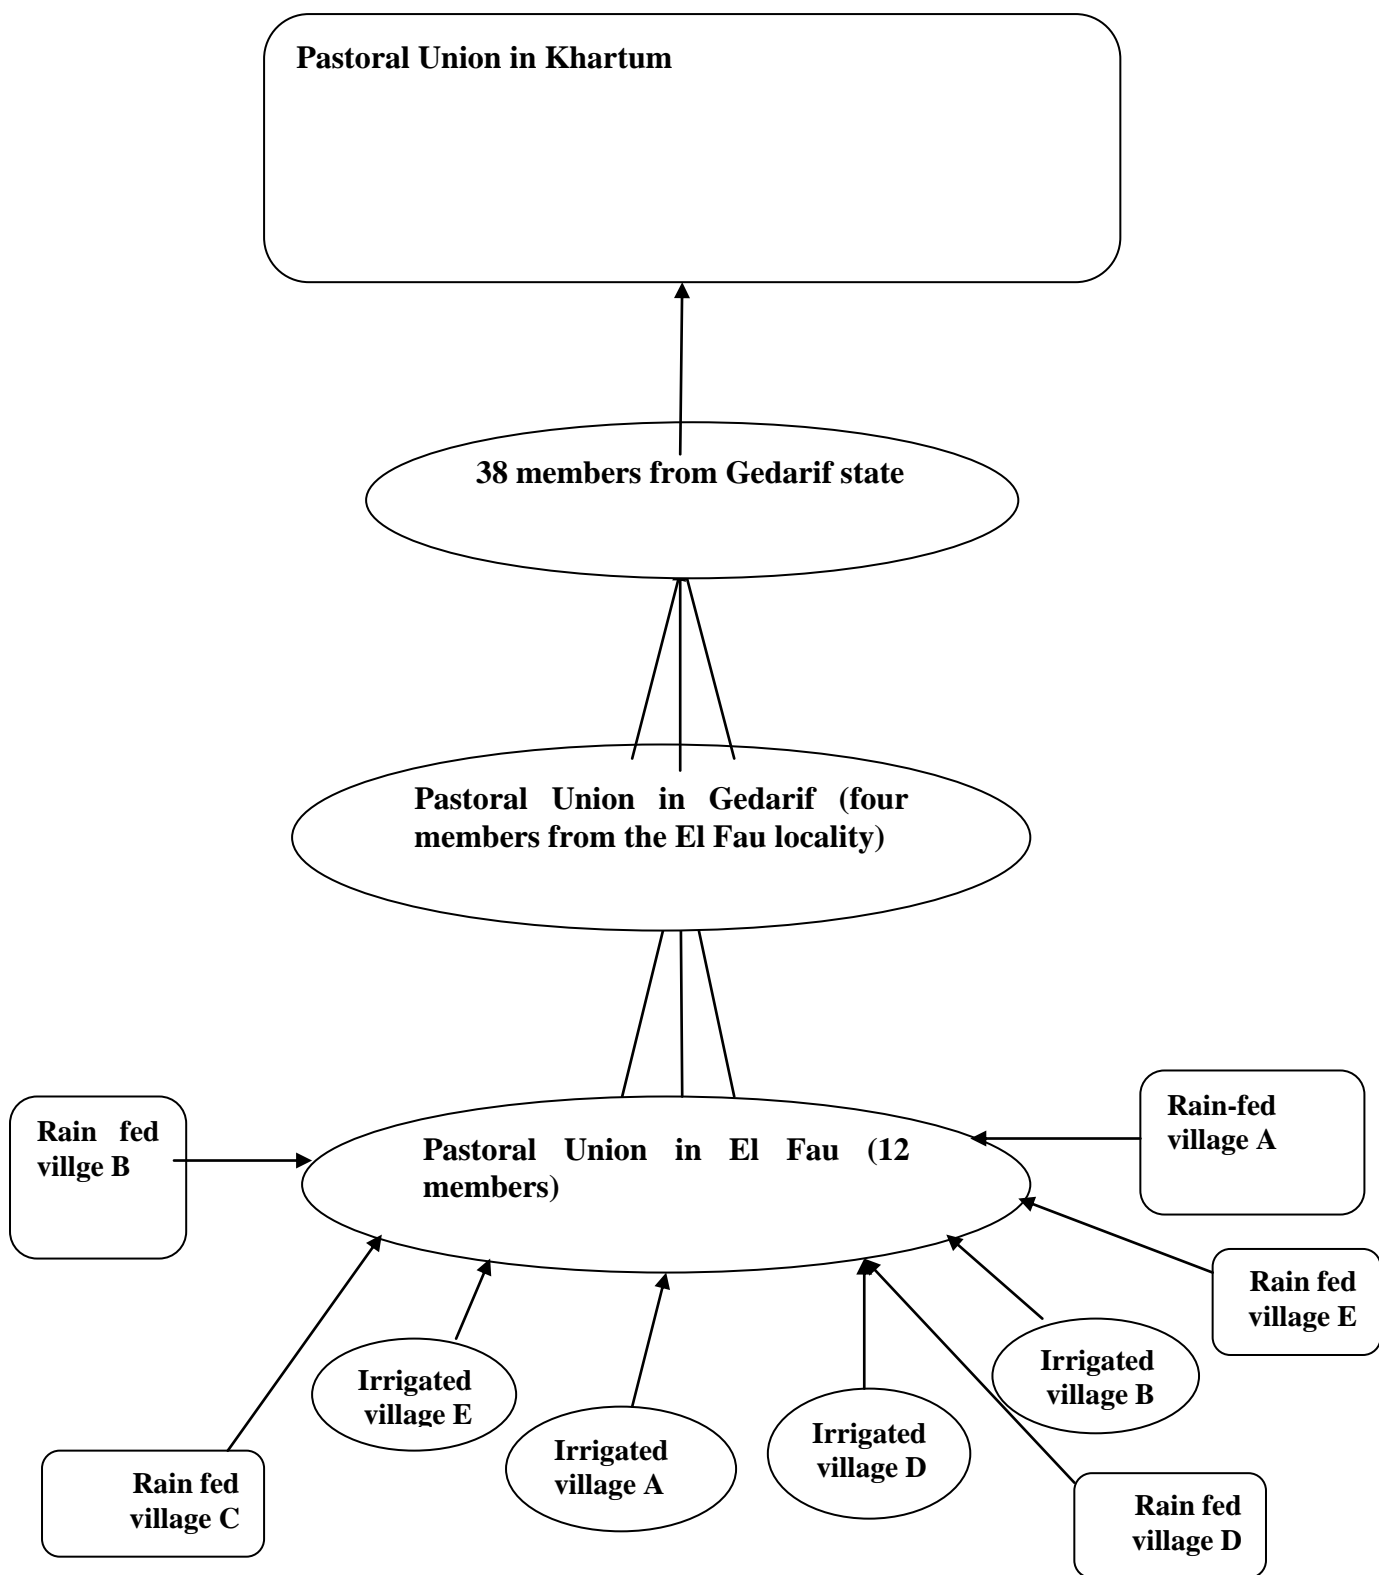 Pastoral Union in Khartum
38 members from Gedarif state
Pastoral Union in Gedarif (four
members from the El Fau locality)
Rain-fed
village A
Rain fed
villge B
Pastoral Union in El Fau (12
members)
Rain fed
village E
Irrigated
village B
Irrigated
village E
Irrigated
village D
Irrigated
village A
Rain fed
village C
Rain fed
village D